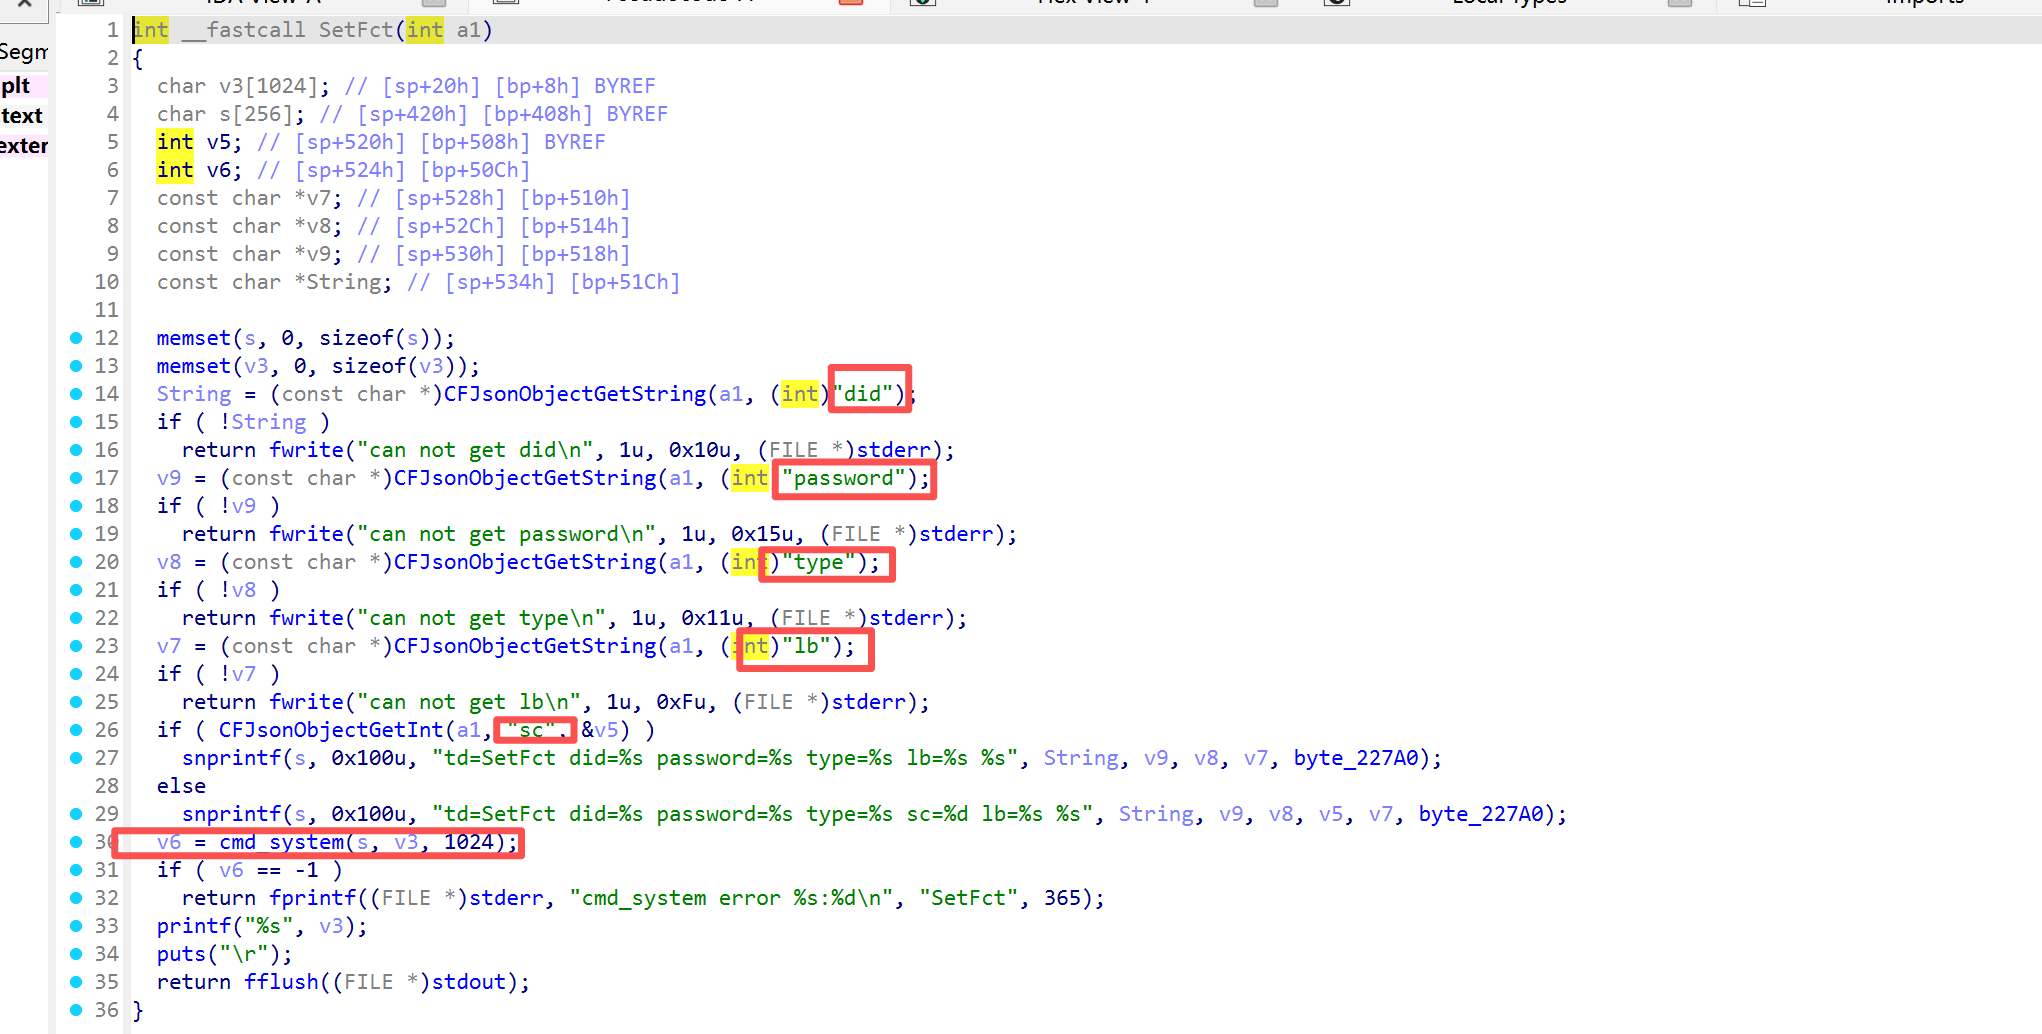 Segm
plt
text
exter
1 int __fastcall SetFct(int a1)
2 {
3 char v3[1024]; // [sp+20h] [bp+8h] BYREF
4 char s[256]; // [sp+420h] [bp+408h] BYREF
5 int v5; // [sp+520h] [bp+508h] BYREF
6 int v6; // [sp+524h] [bp+50Ch]
7 const char *v7; // [sp+528h] [bp+510h]
8 const char *v8; // [sp+52Ch] [bp+514h]
9 const char *v9; // [sp+530h] [bp+518h]
10 const char *String; // [sp+534h] [bp+51Ch]
11
12 memset(s, 0, sizeof(s));
13 memset(v3, 0, sizeof(v3));
14 String = (const char *)CFJsonObjectGetString(a1, (int)"did");
15 if ( !String )
16 return fwrite("can not get did\n", 1u, 0x10u, (FILE *)stderr);
17 v9 = (const char *)CFJsonObjectGetString(a1, (int "password");
18 if ( !v9 )
19 return fwrite("can not get password\n", 1u, 0x15u, (FILE *)stderr);
20 v8 = (const char *)CFJsonObjectGetString(a1, (int)"type");
21 if ( !v8 )
22 return fwrite("can not get type\n", 1u, 0x11u, (FILE *)stderr);
23 v7 = (const char *)CFJsonObjectGetString(a1, (int)"lb");
24 if ( !v7 )
25 return fwrite("can not get lb\n", 1u, 0xFu, (FILE *)stderr);
26 if ( CFJsonObjectGetInt(a1, "sc", &v5) )
27 snprintf(s, 0x100u, "td=SetFct did=%s password=%s type=%s lb=%s %s", String, v9, v8, v7, byte_227A0);
28 else
29 snprintf(s, 0x100u, "td=SetFct did=%s password=%s type=%s sc=%d lb=%s %s", String, v9, v8, v5, v7, byte_227A0);
30 v6 = cmd_system(s, v3, 1024);
31 if ( v6 == -1 )
32 return fprintf((FILE *)stderr, "cmd_system error %s:%d\n", "SetFct", 365);
33 printf("%s", v3);
34 puts("\r");
35 return fflush((FILE *)stdout);
36 }